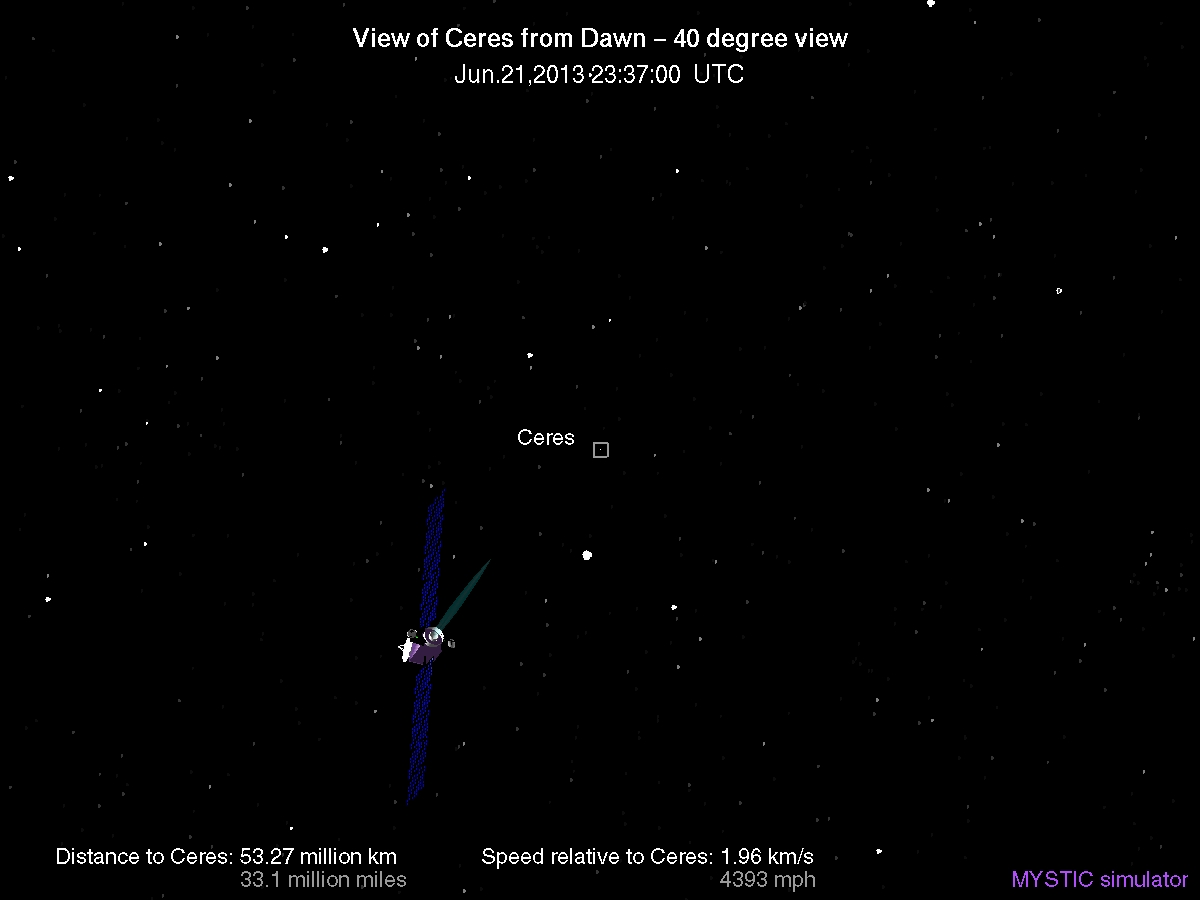 View of Ceres from Dawn – 40 degree view
Jun.21,2013 23:37:00 UTC
Ceres
Distance to Ceres: 53.27 million km
33.1 million miles
Speed relative to Ceres: 1.96 km/s
4393 mph
MYSTIC simulator